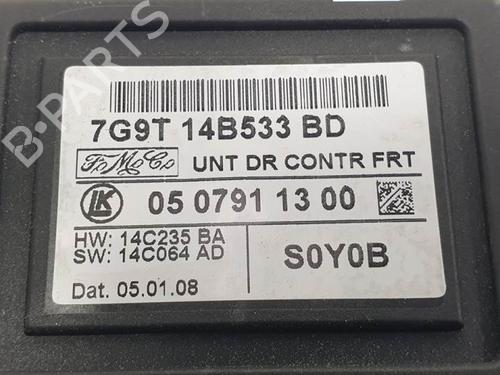 B-PARTS
7G9T 14B533 BD
FoMoCo UNT DR CONTR FRT
LK 05 0791 13 00
HW: 14C235 BA
SW: 14C064 AD
S0Y0B
Dat. 05.01.08